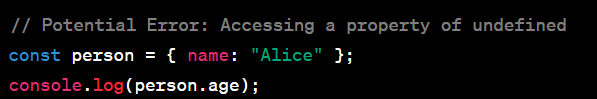 // Potential Error: Accessing a property of undefined
const person = { name: "Alice" };
console.log(person.age);